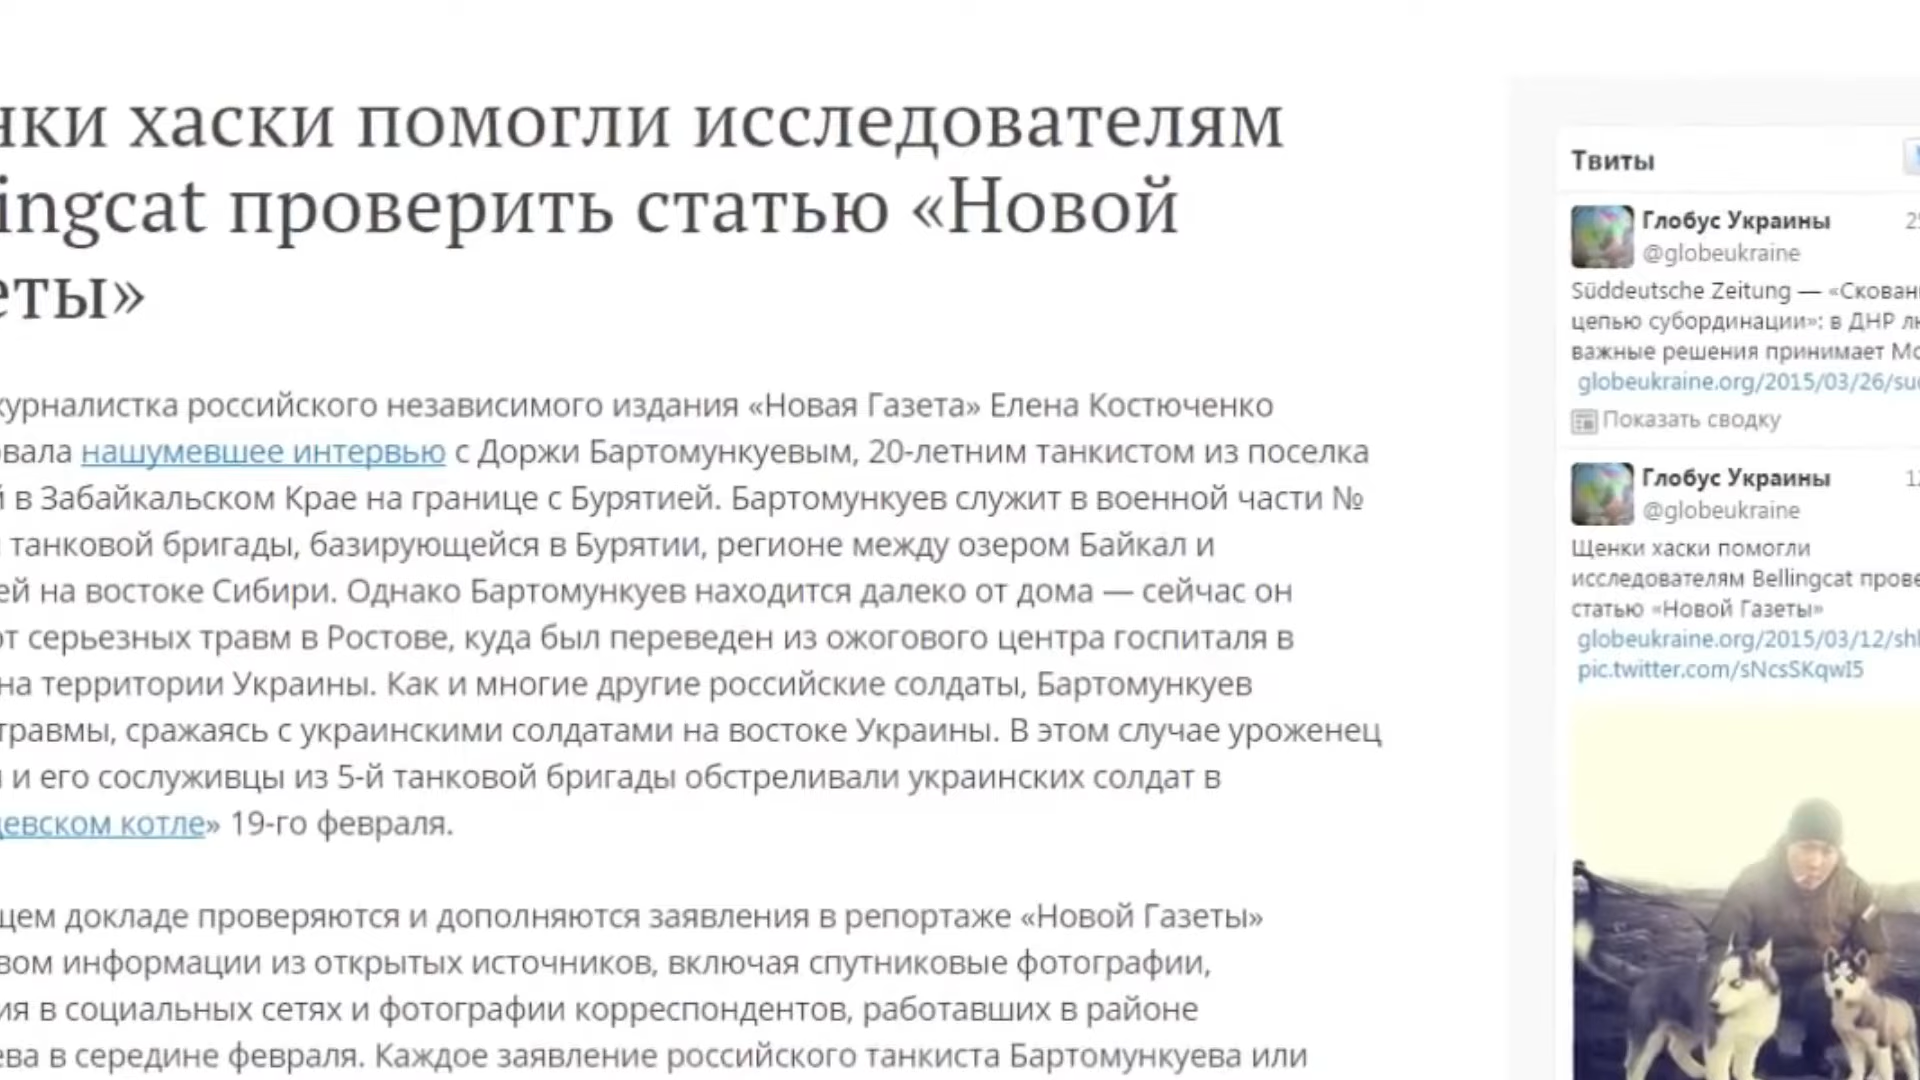 нки хаски помогли исследователям
lingcat проверить статью «Новой
еты»
журналистка российского независимого издания «Новая Газета» Елена Костюченко
овала нашумевшее интервью с Доржи Бартомункуевым, 20-летним танкистом из поселка
й в Забайкальском Крае на границе с Бурятией. Бартомункуев служит в военной части №
танковой бригады, базирующейся в Бурятии, регионе между озером Байкал и
ей на востоке Сибири. Однако Бартомункуев находится далеко от дома — сейчас он
от серьезных травм в Ростове, куда был переведен из ожогового центра госпиталя в
на территории Украины. Как и многие другие российские солдаты, Бартомункуев
травмы, сражаясь с украинскими солдатами на востоке Украины. В этом случае уроженец
и его сослуживцы из 5-й танковой бригады обстреливали украинских солдат в
цевском котле» 19-го февраля.
щем докладе проверяются и дополняются заявления в репортаже «Новой Газеты»
вом информации из открытых источников, включая спутниковые фотографии,
ия в социальных сетях и фотографии корреспондентов, работавших в районе
ева в середине февраля. Каждое заявление российского танкиста Бартомункуева или
Твиты
Глобус Украины
@globeukraine
Süddeutsche Zeitung — «Скован
цепью субординации»: в ДНР лю
важные решения принимает Мо
globeukraine.org/2015/03/26/su
Показать сводку
Глобус Украины
@globeukraine
Щенки хаски помогли
исследователям Bellingcat прове
статью «Новой Газеты»
globeukraine.org/2015/03/12/sh
pic.twitter.com/sNcsSKqwI5